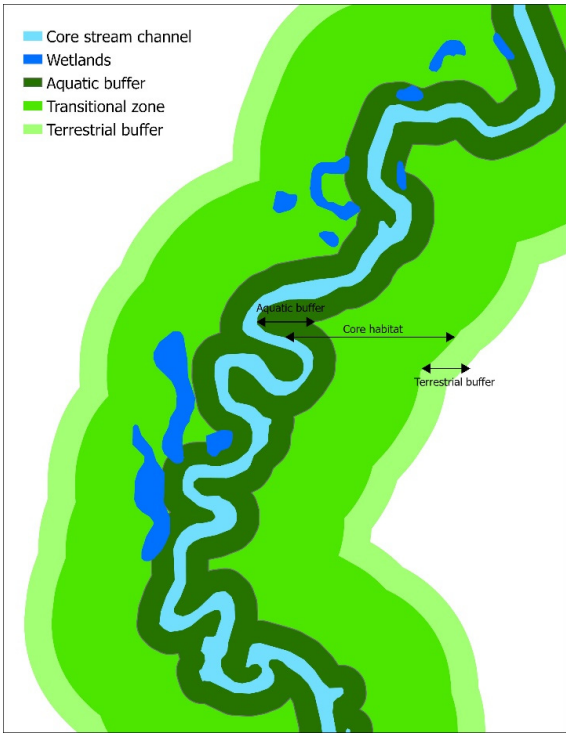 Core stream channel
Wetlands
Aquatic buffer
Transitional zone
Terrestrial buffer
Aquatic buffer
Core habitat
Terrestrial buffer